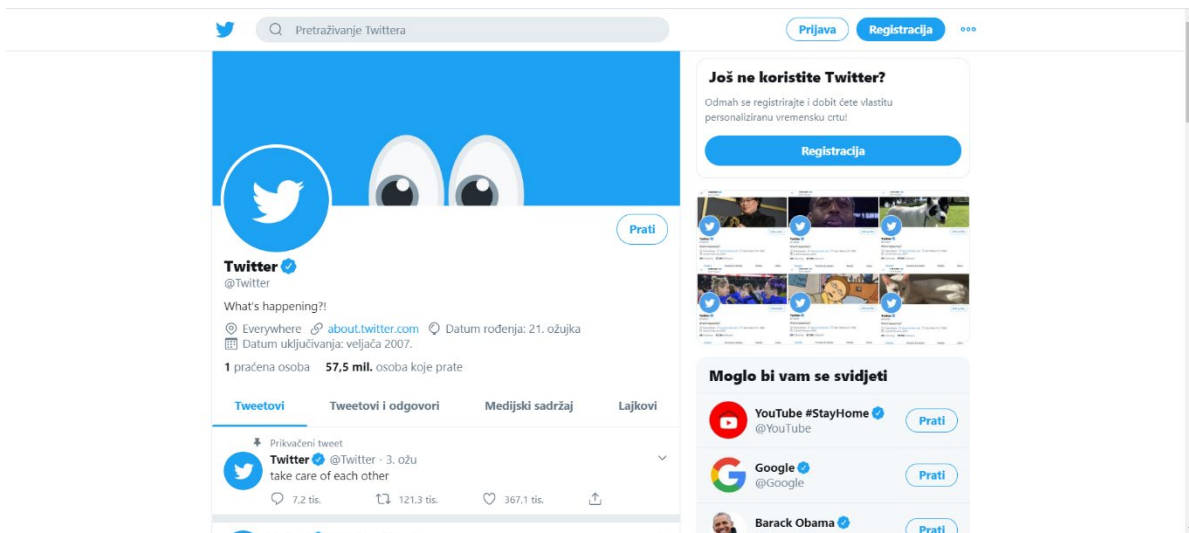 Pretraživanje Twittera
Prijava
Registracija
Twitter
@Twitter
What's happening?!
Everywhere about.twitter.com Datum rođenja: 21. ožujka
Datum uključivanja: veljača 2007.
1 praćena osoba 57,5 mil. osoba koje prate
Prati
Tweetovi Tweetovi i odgovori Medijski sadržaj Lajkovi
Prikvačeni tweet
Twitter @Twitter · 3. ožu
take care of each other
7,2 tis. 121,3 tis. 367,1 tis.
Još ne koristite Twitter?
Odmah se registrirajte i dobit ćete vlastitu
personaliziranu vremensku crtu!
Registracija
Moglo bi vam se svidjeti
YouTube #StayHome
@YouTube
Prati
Google
@Google
Prati
Barack Obama
Prati